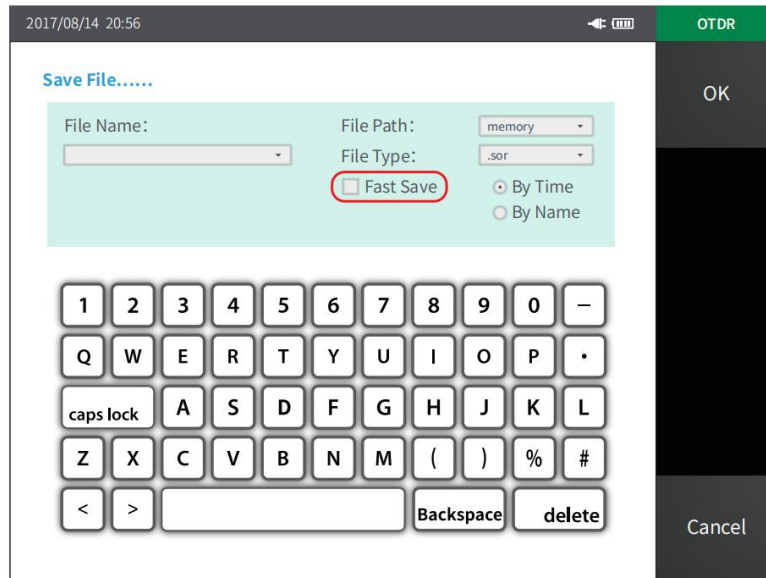 2017/08/14 20:56
OTDR
Save File......
OK
File Name:
File Path:
memory
File Type:
.sor
Fast Save
By Time
By Name
1 2 3 4 5 6 7 8 9 0 —
Q W E R T Y U I O P ·
caps lock A S D F G H J K L
Z X C V B N M ( ) % #
< > Backspace delete
Cancel